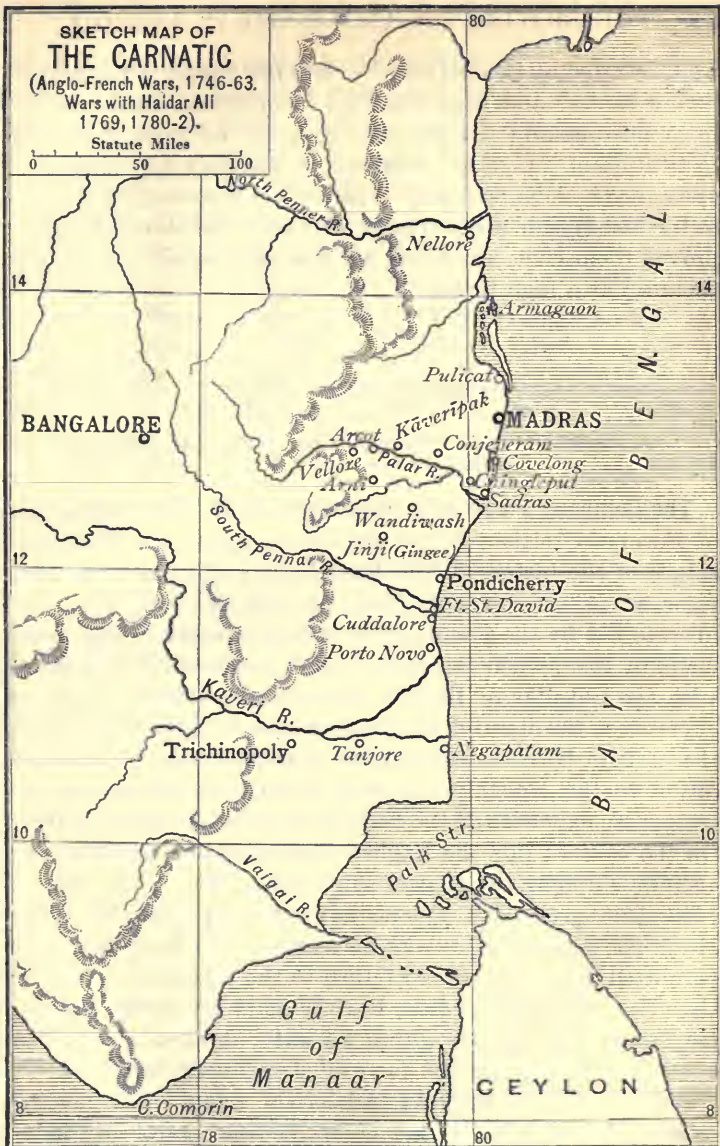 SKETCH MAP OF
THE CARNATIC
(Anglo-French Wars, 1746-63.
Wars with Haidar Ali
1769, 1780-2).
Statute Miles
0 50 100
80
North Penner R.
Nellore
14
14
Armagaon
Pulicat
BANGALORE
MADRAS
Kāveripāk
Arcot
Conjeveram
Vellore
Palar R.
Covelong
Chingleput
Arni
Sadras
Wandiwash
Jinji (Gingee)
South Pennar R.
12
12
Pondicherry
Ft. St. David
Cuddalore
Porto Novo
Kaveri R.
Trichinopoly
Tanjore
Negapatam
BAY OF BENGAL
10
10
Palk Str.
Vaigai R.
Gulf
of
Manaar
CEYLON
C. Comorin
8
8
78
80